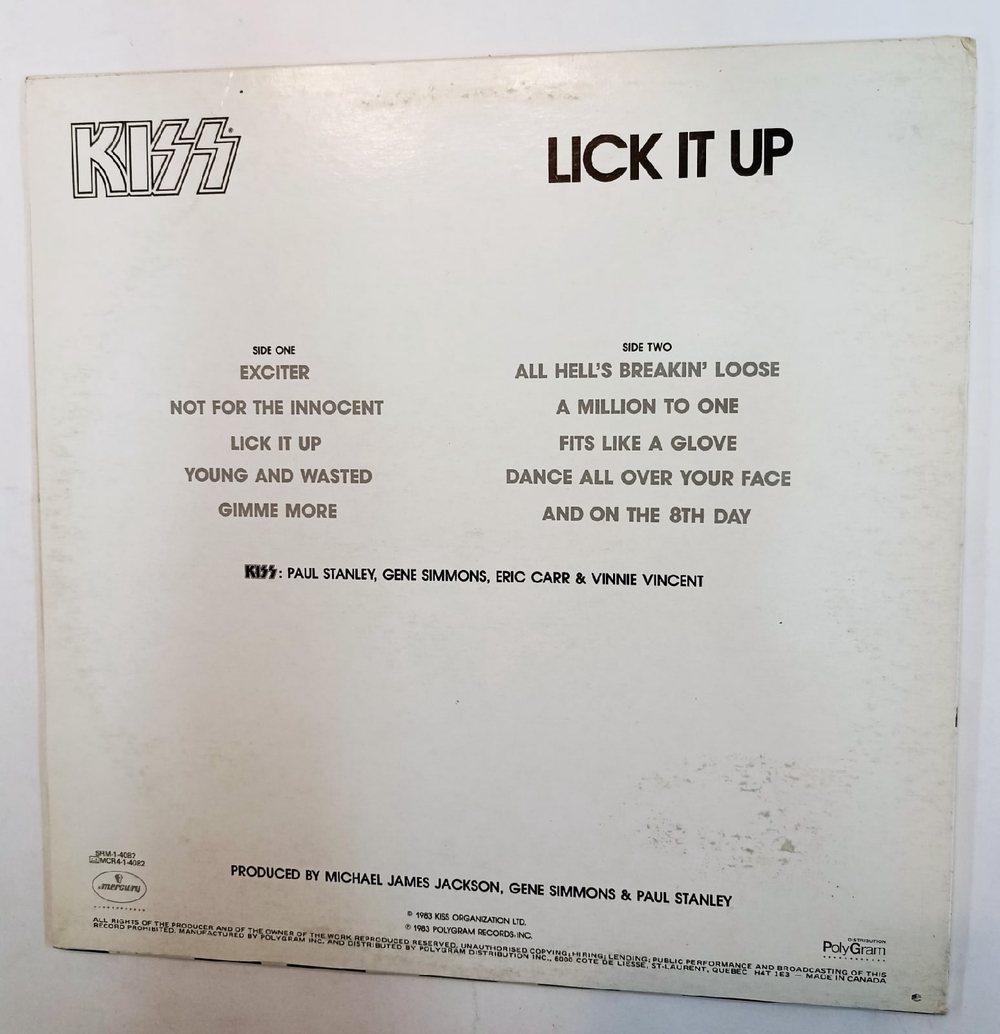 KISS®
LICK IT UP
SIDE ONE
EXCITER
NOT FOR THE INNOCENT
LICK IT UP
YOUNG AND WASTED
GIMME MORE
SIDE TWO
ALL HELL'S BREAKIN' LOOSE
A MILLION TO ONE
FITS LIKE A GLOVE
DANCE ALL OVER YOUR FACE
AND ON THE 8TH DAY
KISS: PAUL STANLEY, GENE SIMMONS, ERIC CARR & VINNIE VINCENT
SRM-1-4082
MCR4-1-4082
mercury
PRODUCED BY MICHAEL JAMES JACKSON, GENE SIMMONS & PAUL STANLEY
© 1983 KISS ORGANIZATION LTD.
℗ 1983 POLYGRAM RECORDS, INC.
ALL RIGHTS OF THE PRODUCER AND OF THE OWNER OF THE WORK REPRODUCED RESERVED. UNAUTHORISED COPYING; HIRING; LENDING; PUBLIC PERFORMANCE AND BROADCASTING OF THIS
RECORD PROHIBITED. MANUFACTURED BY POLYGRAM INC. AND DISTRIBUTED BY POLYGRAM DISTRIBUTION INC., 6000 COTE DE LIESSE, ST-LAURENT, QUEBEC H4T 1E3 — MADE IN CANADA
DISTRIBUTION
PolyGram